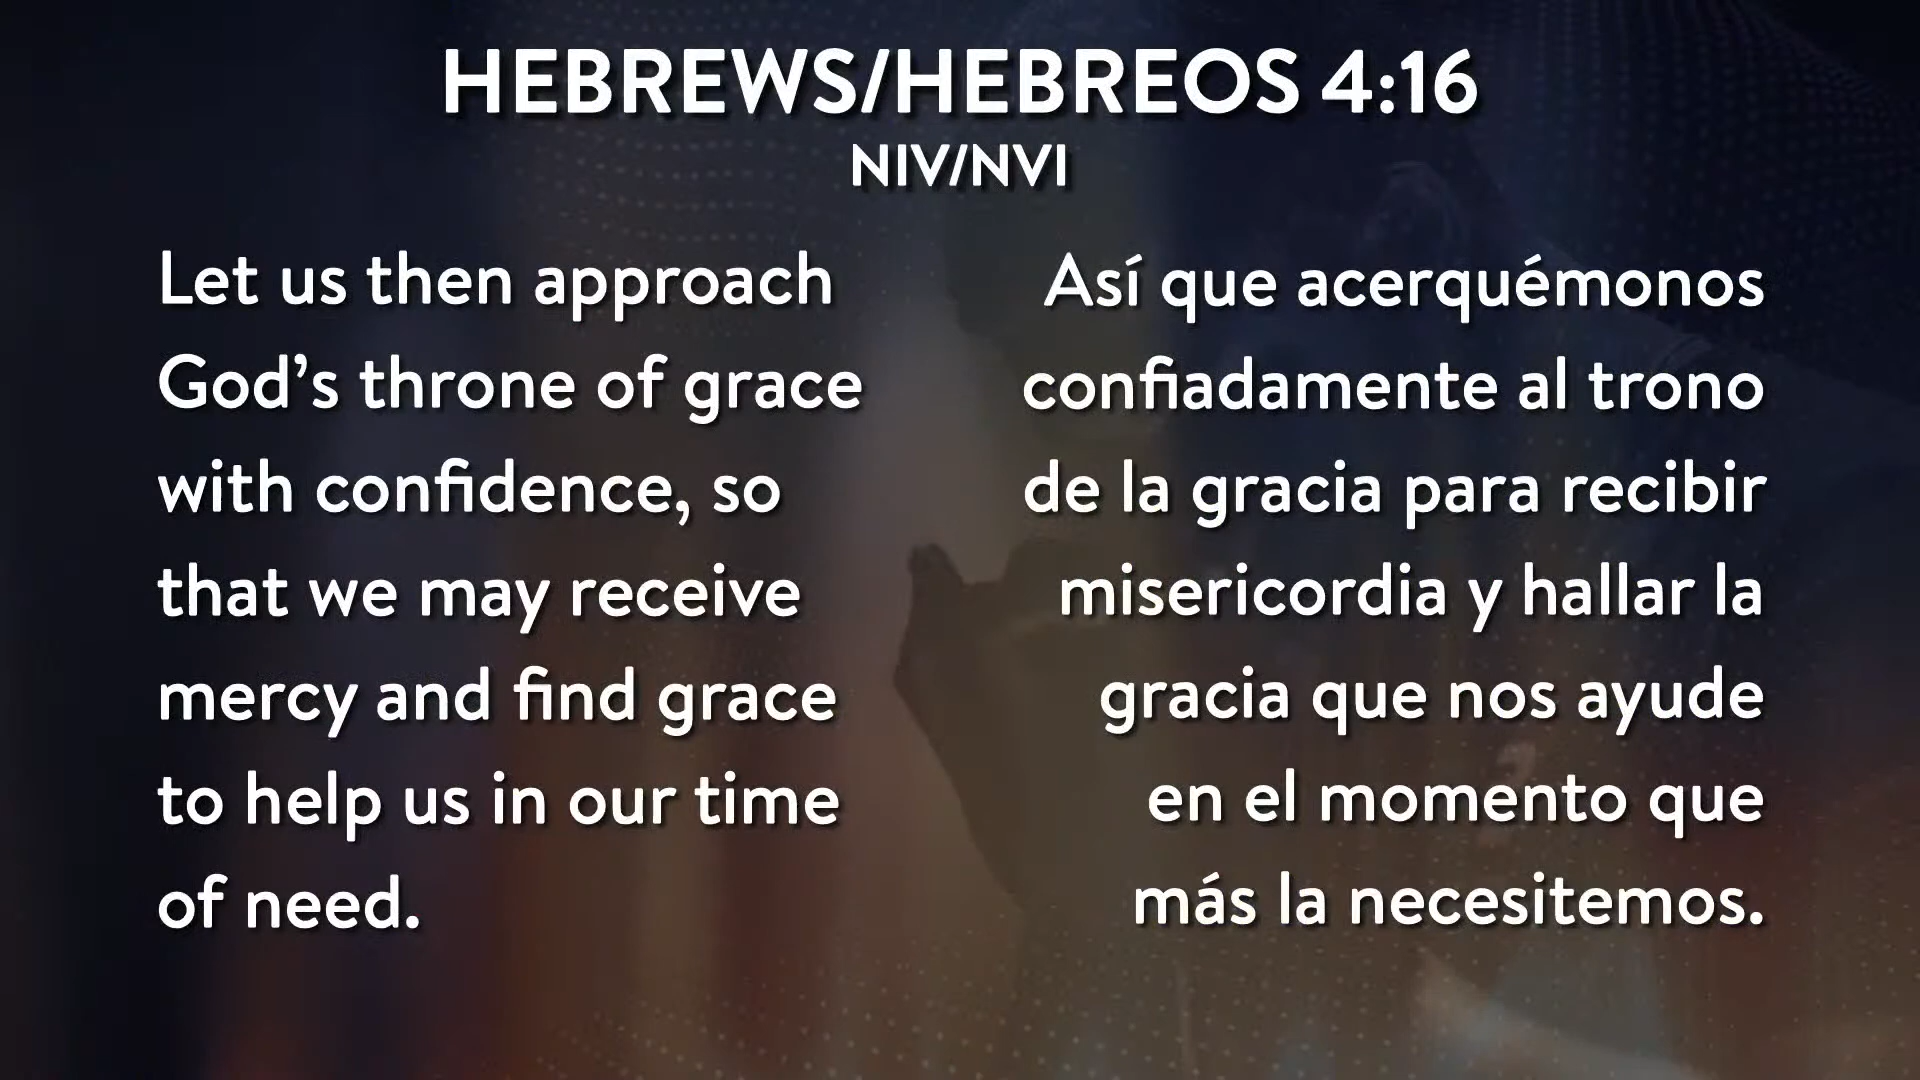 HEBREWS/HEBREOS 4:16
NIV/NVI
Let us then approach
God’s throne of grace
with confidence, so
that we may receive
mercy and find grace
to help us in our time
of need.
Así que acerquémonos
confiadamente al trono
de la gracia para recibir
misericordia y hallar la
gracia que nos ayude
en el momento que
más la necesitemos.